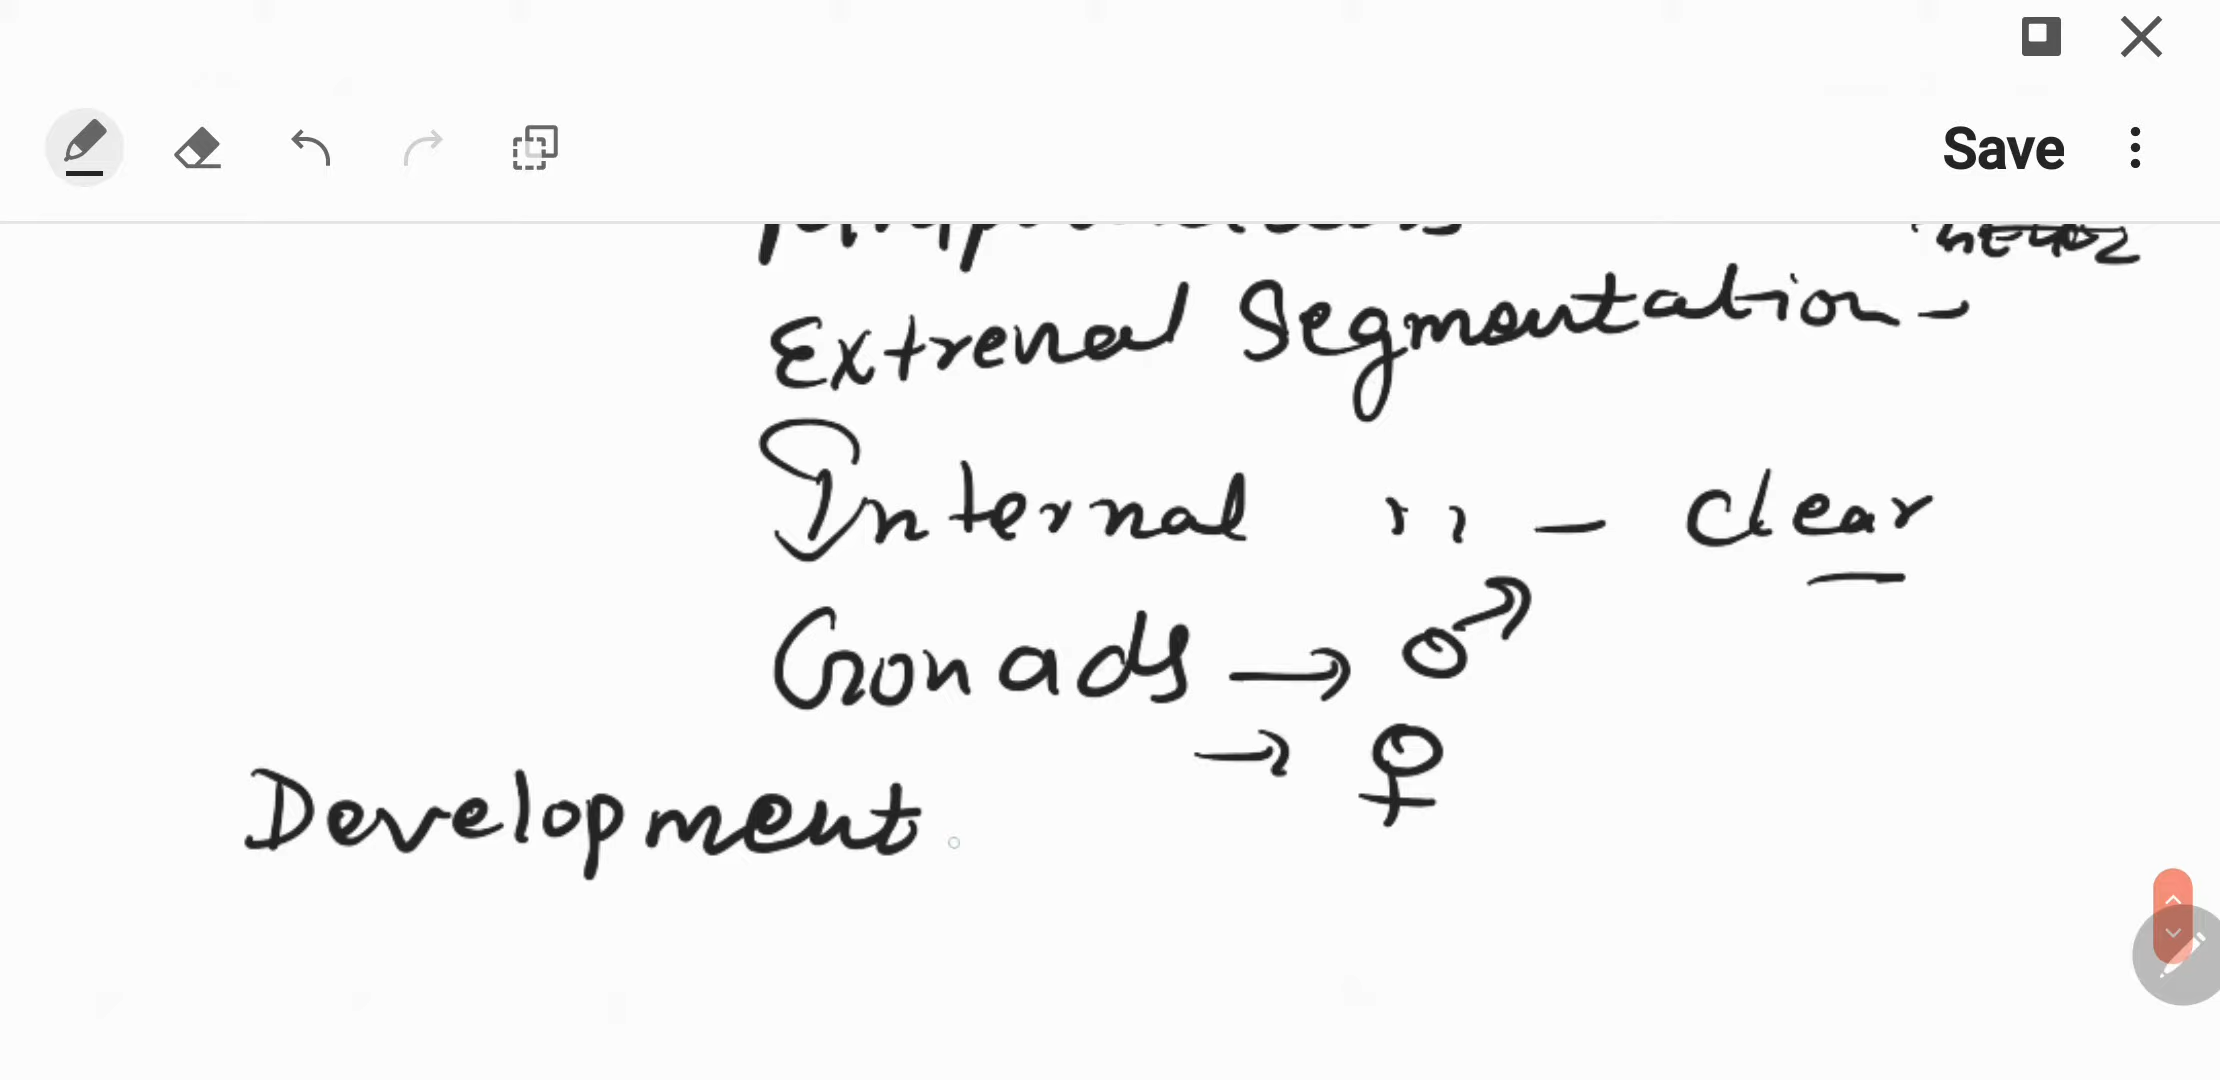 Save
Extrenal Segmentation -
Internal " - clear
Gonads → ♂
→ ♀
Development